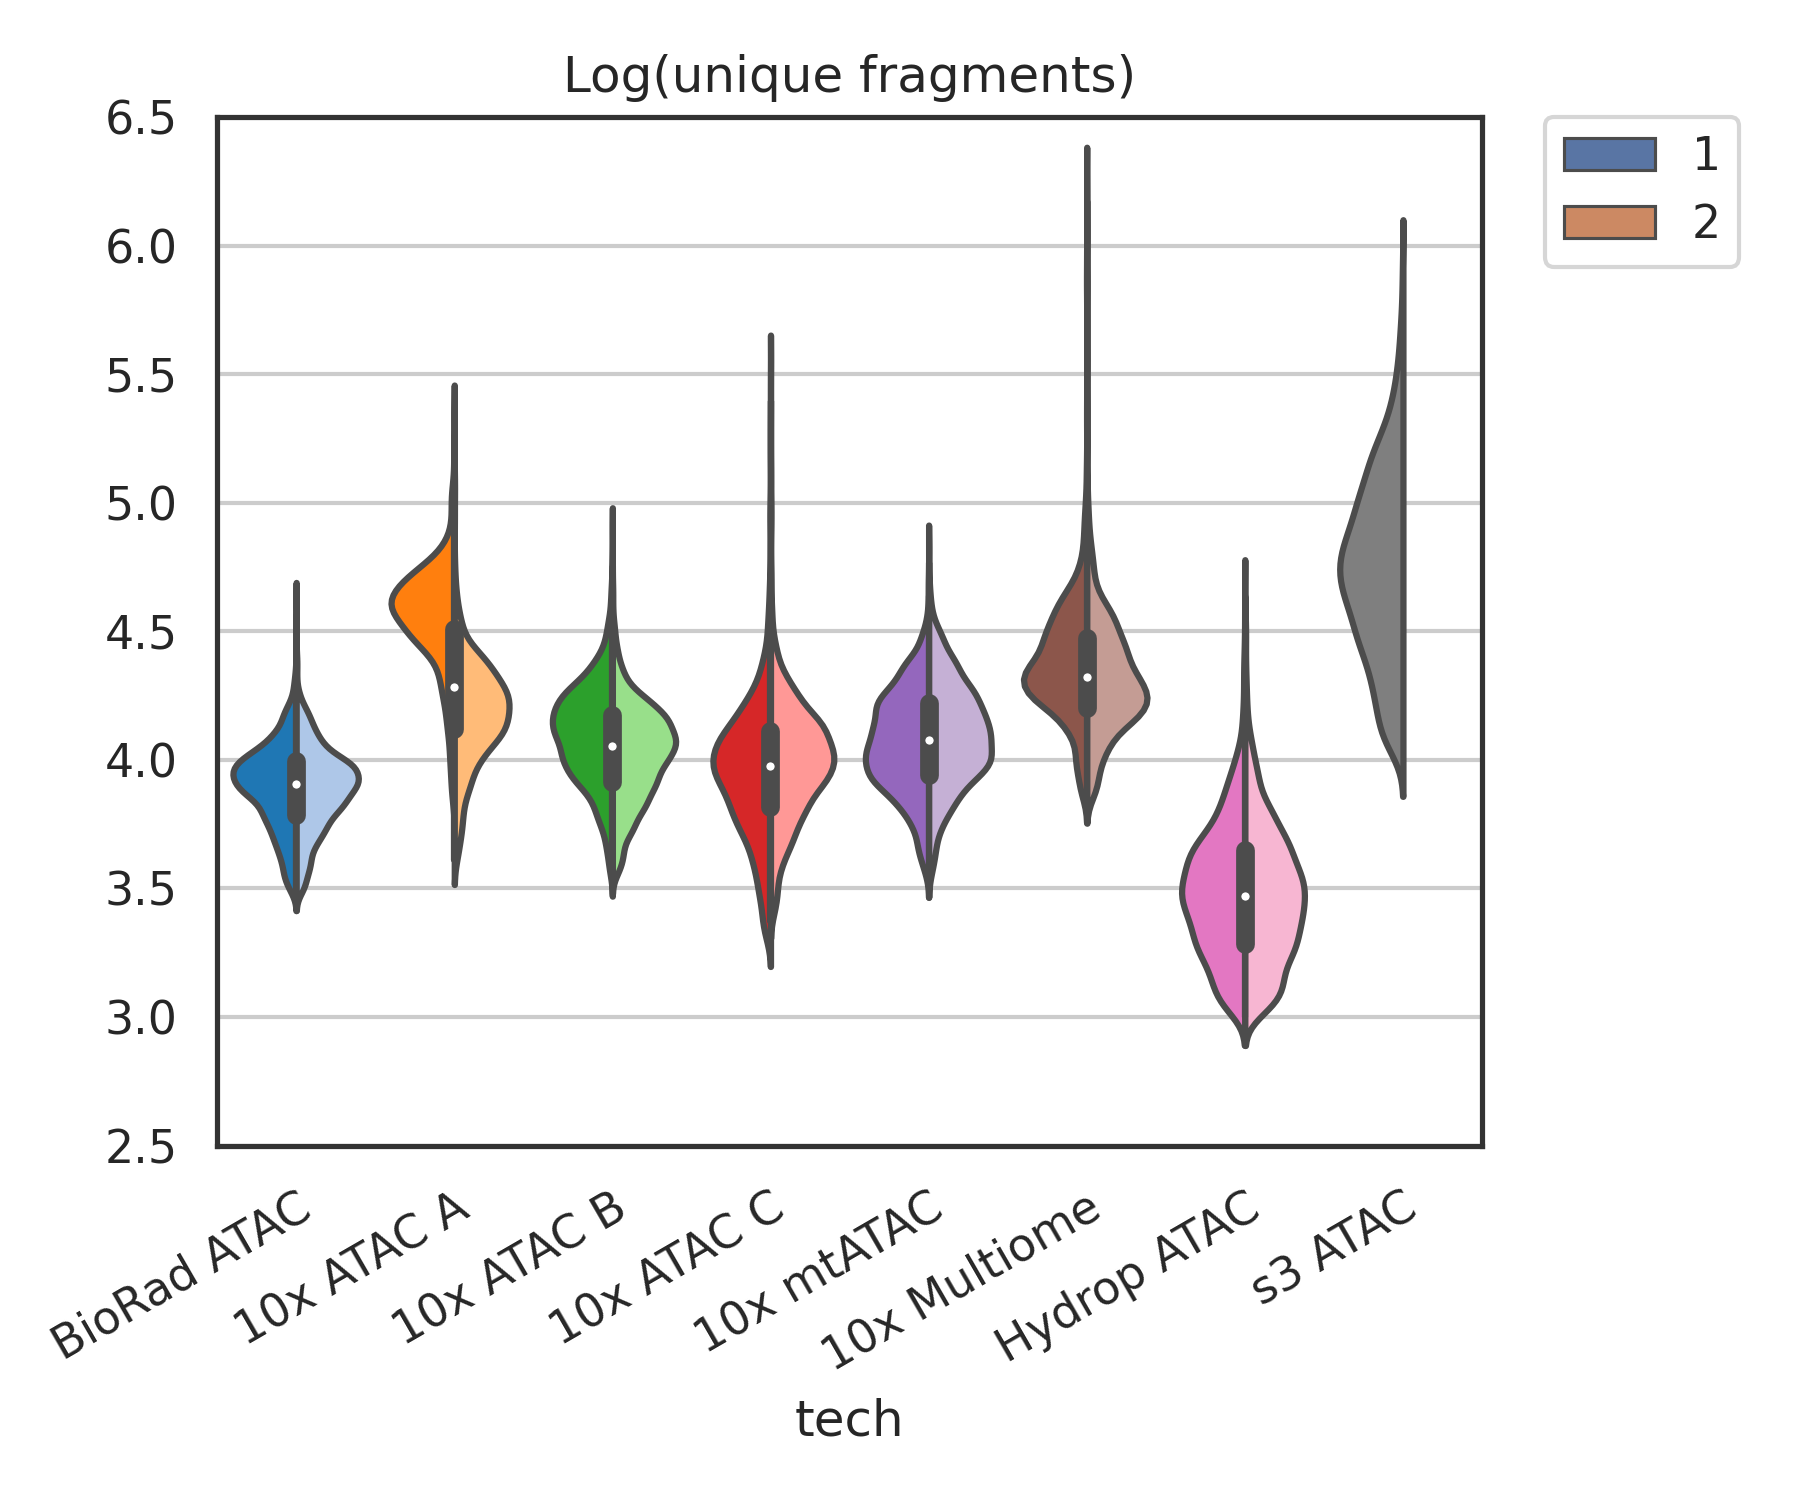 Log(unique fragments)
6.5
6.0
5.5
5.0
4.5
4.0
3.5
3.0
2.5
1
2
BioRad ATAC
10x ATAC A
10x ATAC B
10x ATAC C
10x mtATAC
10x Multiome
Hydrop ATAC
s3 ATAC
tech